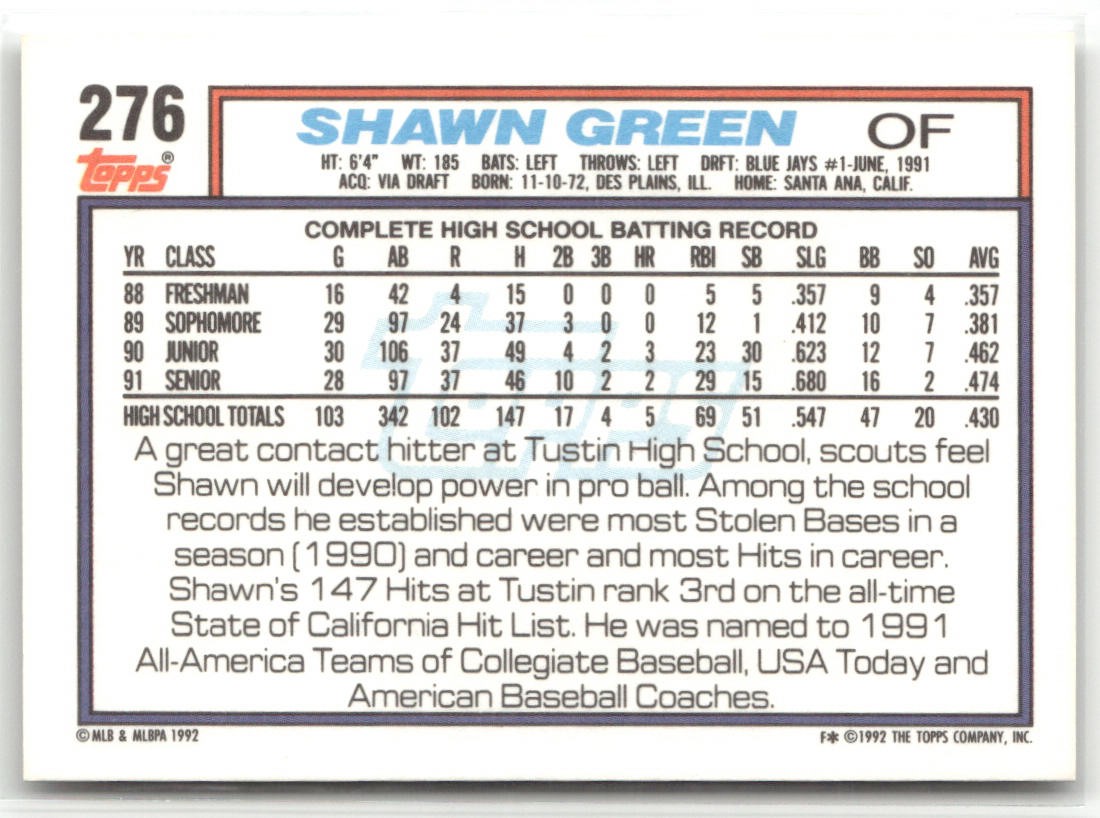 276
SHAWN GREEN OF
topps®
HT: 6'4" WT: 185 BATS: LEFT THROWS: LEFT DRFT: BLUE JAYS #1-JUNE, 1991
ACQ: VIA DRAFT BORN: 11-10-72, DES PLAINS, ILL. HOME: SANTA ANA, CALIF.
COMPLETE HIGH SCHOOL BATTING RECORD
YR CLASS G AB R H 2B 3B HR RBI SB SLG BB SO AVG
88 FRESHMAN 16 42 4 15 0 0 0 5 5 .357 9 4 .357
89 SOPHOMORE 29 97 24 37 3 0 0 12 1 .412 10 7 .381
90 JUNIOR 30 106 37 49 4 2 3 23 30 .623 12 7 .462
91 SENIOR 28 97 37 46 10 2 2 29 15 .680 16 2 .474
HIGH SCHOOL TOTALS 103 342 102 147 17 4 5 69 51 .547 47 20 .430
topps
A great contact hitter at Tustin High School, scouts feel
Shawn will develop power in pro ball. Among the school
records he established were most Stolen Bases in a
season (1990) and career and most Hits in career.
Shawn's 147 Hits at Tustin rank 3rd on the all-time
State of California Hit List. He was named to 1991
All-America Teams of Collegiate Baseball, USA Today and
American Baseball Coaches.
© MLB & MLBPA 1992 F* © 1992 THE TOPPS COMPANY, INC.